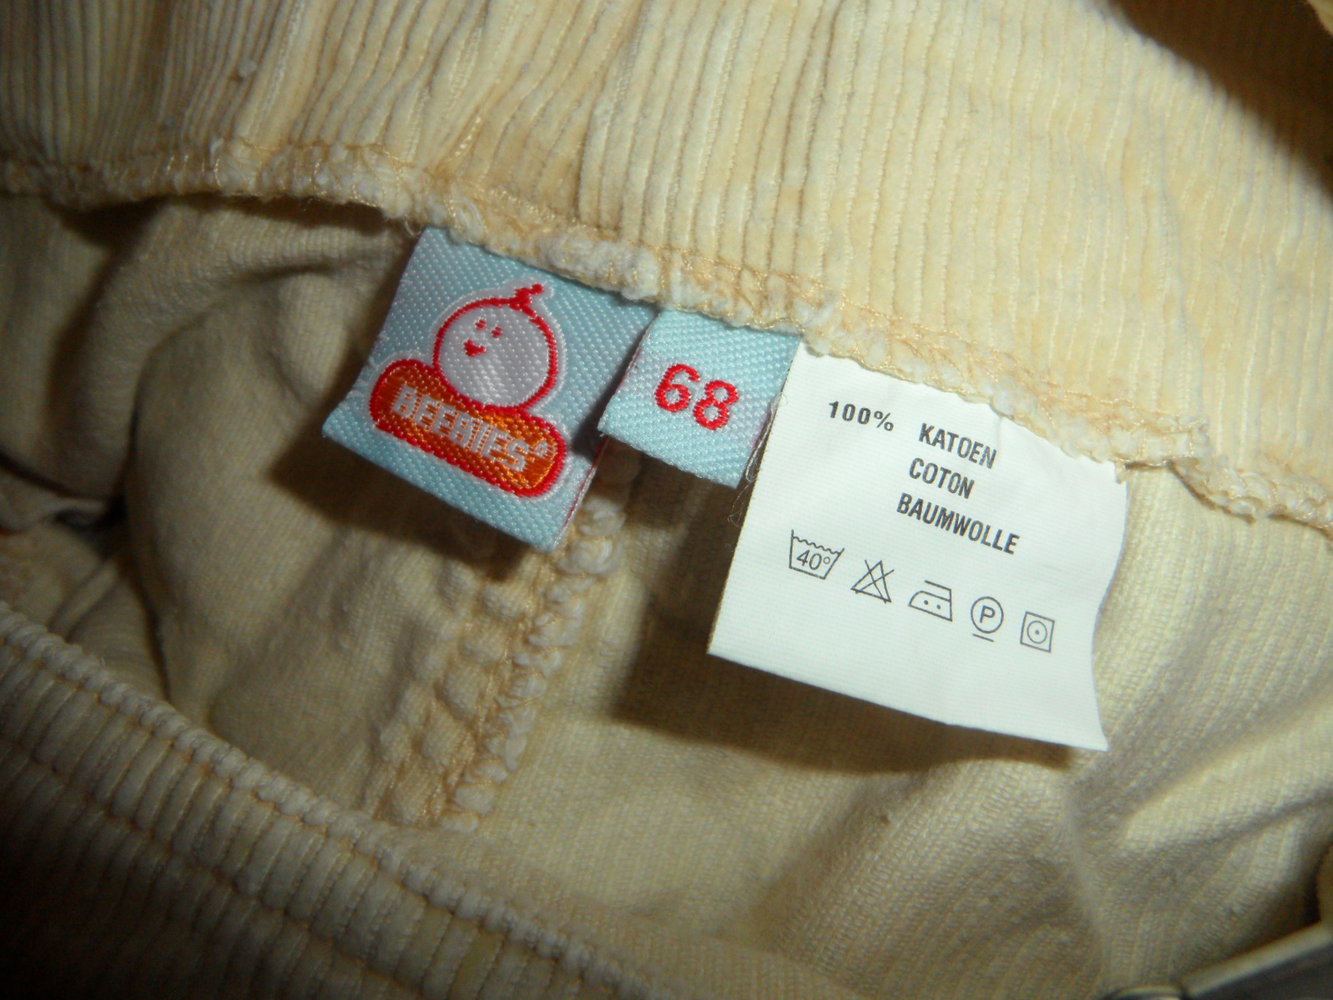 BEEBIES®
68
100% KATOEN
COTON
BAUMWOLLE
40°
P